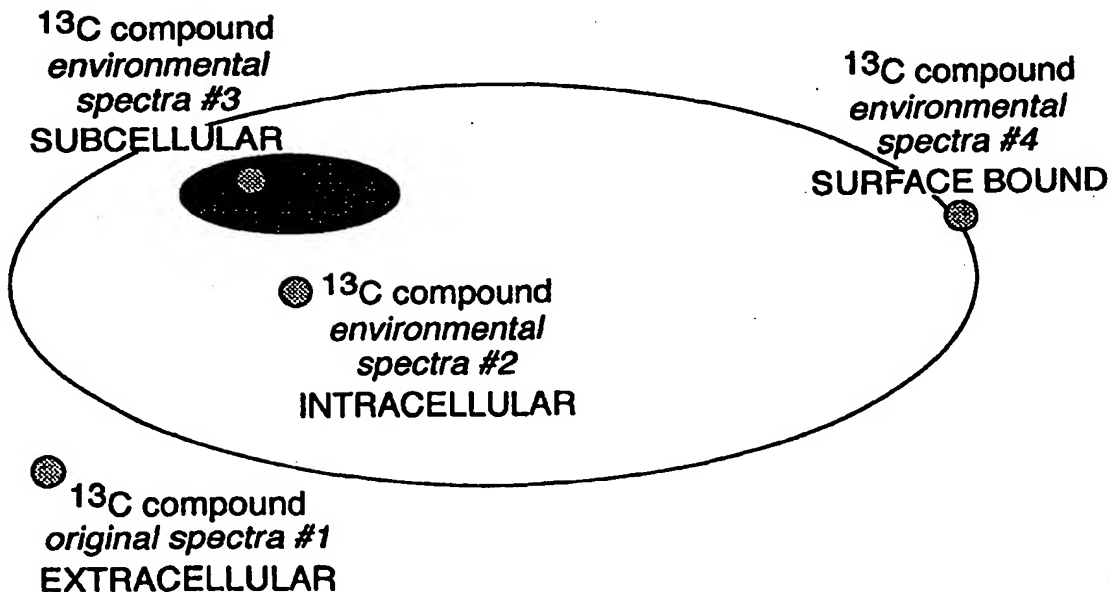 13C compound
environmental
spectra #3
SUBCELLULAR
13C compound
environmental
spectra #4
SURFACE BOUND
13C compound
environmental
spectra #2
INTRACELLULAR
13C compound
original spectra #1
EXTRACELLULAR